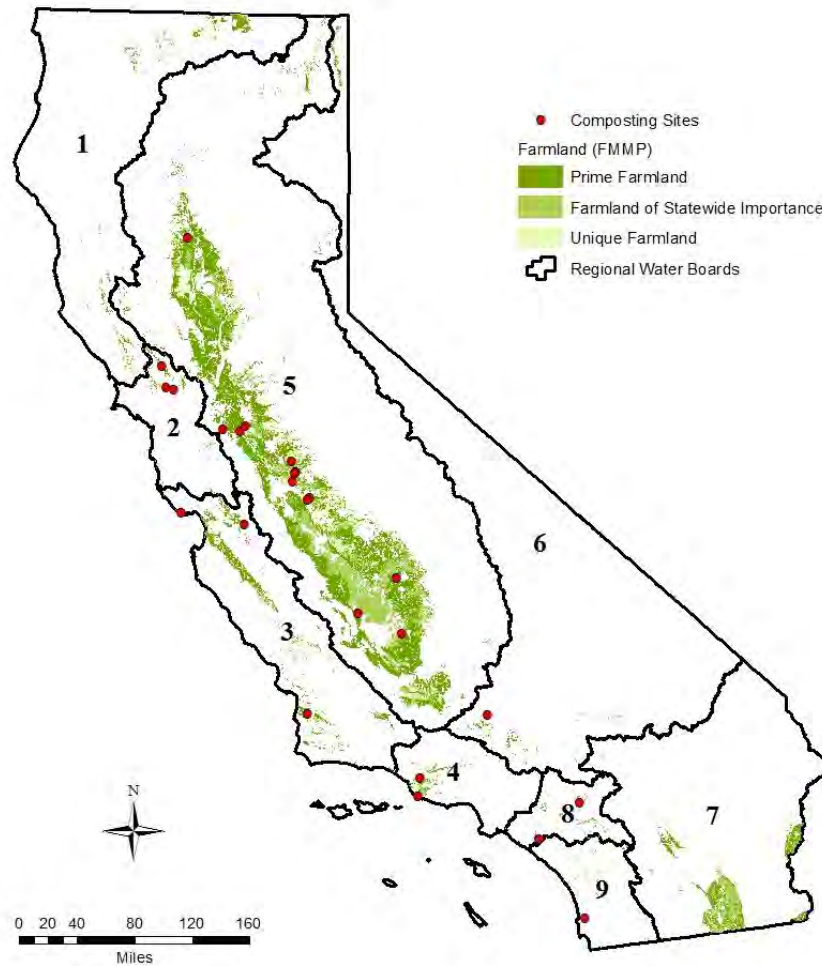 Composting Sites
Farmland (FMMP)
Prime Farmland
Farmland of Statewide Importance
Unique Farmland
Regional Water Boards
1
5
2
6
3
4
8
7
9
N
0 20 40 80 120 160
Miles